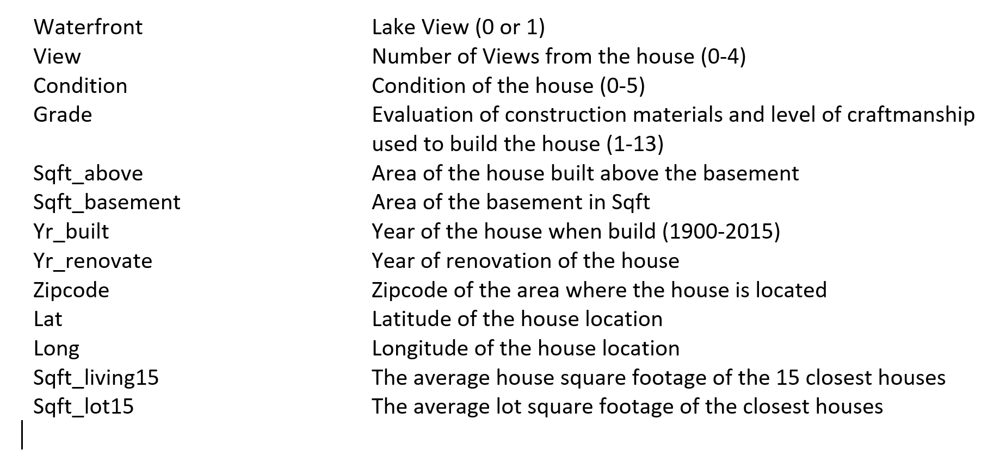 Waterfront Lake View (0 or 1)
View Number of Views from the house (0-4)
Condition Condition of the house (0-5)
Grade Evaluation of construction materials and level of craftmanship
used to build the house (1-13)
Sqft_above Area of the house built above the basement
Sqft_basement Area of the basement in Sqft
Yr_built Year of the house when build (1900-2015)
Yr_renovate Year of renovation of the house
Zipcode Zipcode of the area where the house is located
Lat Latitude of the house location
Long Longitude of the house location
Sqft_living15 The average house square footage of the 15 closest houses
Sqft_lot15 The average lot square footage of the closest houses